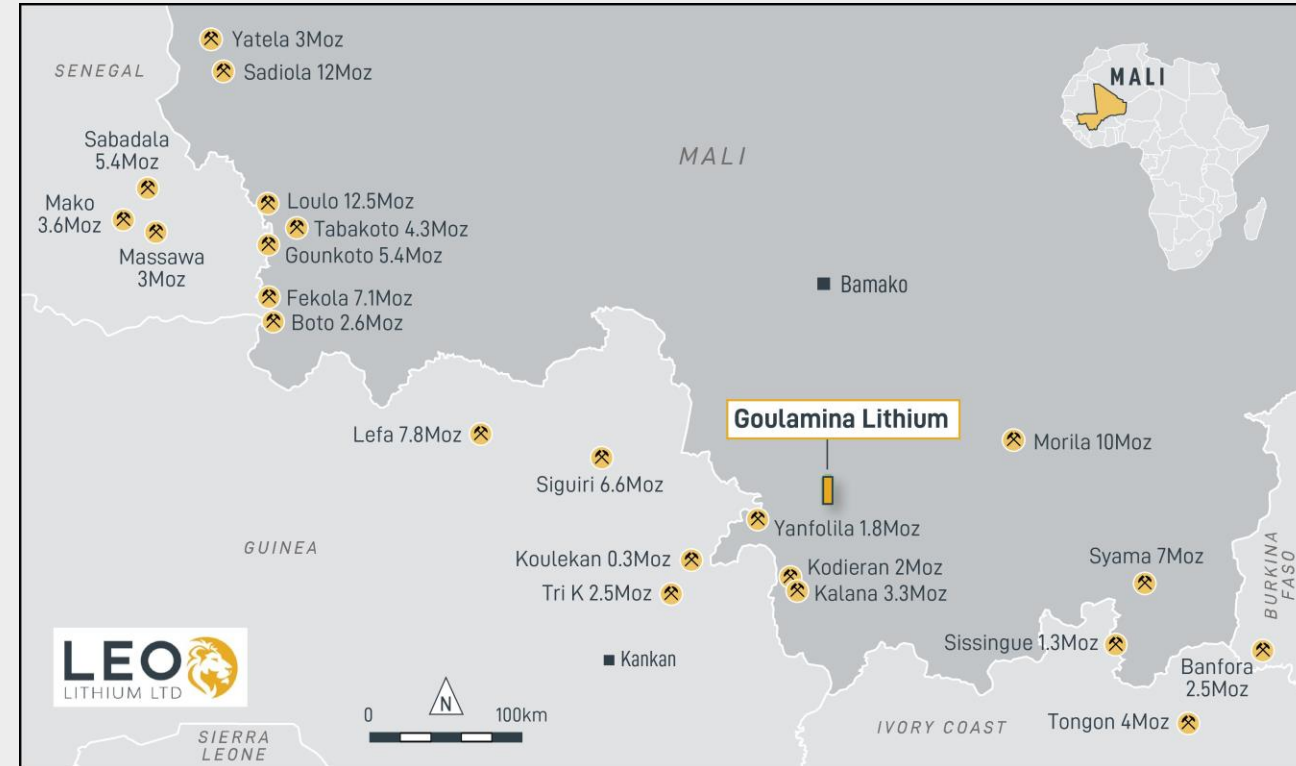 SENEGAL
Yatela 3Moz
Sadiola 12Moz
MALI
MALI
Sabadala
5.4Moz
Mako
3.6Moz
Massawa
3Moz
Loulo 12.5Moz
Tabakoto 4.3Moz
Gounkoto 5.4Moz
Fekola 7.1Moz
Boto 2.6Moz
Bamako
Goulamina Lithium
Lefa 7.8Moz
Siguiri 6.6Moz
Morila 10Moz
Yanfolila 1.8Moz
GUINEA
Koulekan 0.3Moz
Tri K 2.5Moz
Kodieran 2Moz
Kalana 3.3Moz
Syama 7Moz
BURKINA
FASO
Sissingue 1.3Moz
Banfora
2.5Moz
Kankan
LEO
LITHIUM LTD
N
0 100km
IVORY COAST
Tongon 4Moz
SIERRA
LEONE